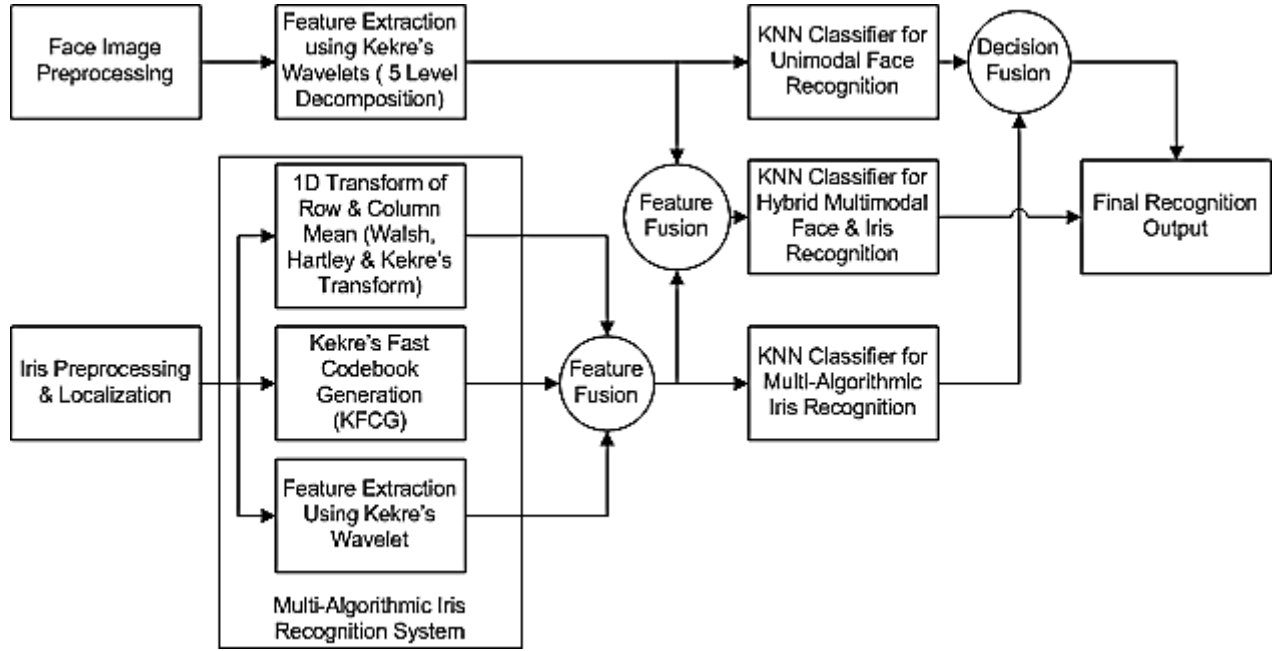 Face Image
Preprocessing
Feature Extraction
using Kekre's
Wavelets ( 5 Level
Decomposition)
KNN Classifier for
Unimodal Face
Recognition
Decision
Fusion
1D Transform of
Row & Column
Mean (Walsh,
Hartley & Kekre's
Transform)
Feature
Fusion
KNN Classifier for
Hybrid Multimodal
Face & Iris
Recognition
Final Recognition
Output
Iris Preprocessing
& Localization
Kekre's Fast
Codebook
Generation
(KFCG)
Feature
Fusion
KNN Classifier for
Multi-Algorithmic
Iris Recognition
Feature Extraction
Using Kekre's
Wavelet
Multi-Algorithmic Iris
Recognition System